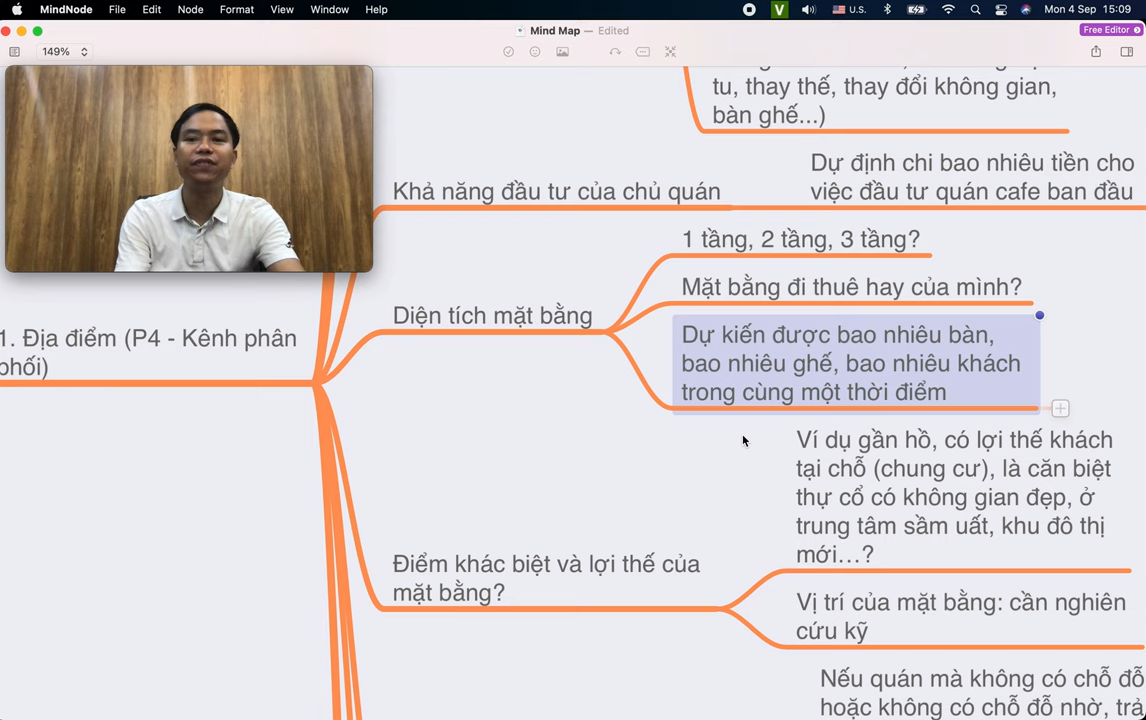 MindNode File Edit Node Format View Window Help V U.S. Mon 4 Sep 15:09
Mind Map — Edited
Free Editor
149%
tu, thay thế, thay đổi không gian,
bàn ghế...)
Khả năng đầu tư của chủ quán
Dự định chi bao nhiêu tiền cho
việc đầu tư quán cafe ban đầu
1 tầng, 2 tầng, 3 tầng?
Mặt bằng đi thuê hay của mình?
Diện tích mặt bằng
1. Địa điểm (P4 - Kênh phân
phối)
Dự kiến được bao nhiêu bàn,
bao nhiêu ghế, bao nhiêu khách
trong cùng một thời điểm
Ví dụ gần hồ, có lợi thế khách
tại chỗ (chung cư), là căn biệt
thự cổ có không gian đẹp, ở
trung tâm sầm uất, khu đô thị
mới...?
Điểm khác biệt và lợi thế của
mặt bằng?
Vị trí của mặt bằng: cần nghiên
cứu kỹ
Nếu quán mà không có chỗ đỗ
hoặc không có chỗ đỗ nhờ, trả